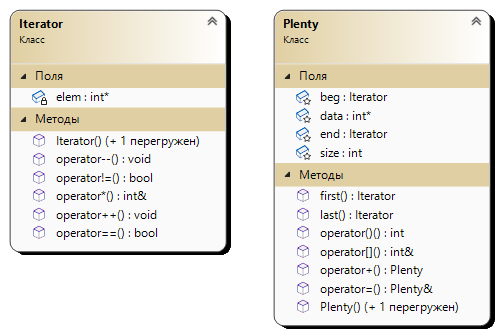 Iterator
Класс
Поля
elem : int*
Методы
Iterator() (+ 1 перегружен)
operator--() : void
operator!=() : bool
operator*() : int&
operator++() : void
operator==() : bool
Plenty
Класс
Поля
beg : Iterator
data : int*
end : Iterator
size : int
Методы
first() : Iterator
last() : Iterator
operator()() : int
operator[]() : int&
operator+() : Plenty
operator=() : Plenty&
Plenty() (+ 1 перегружен)